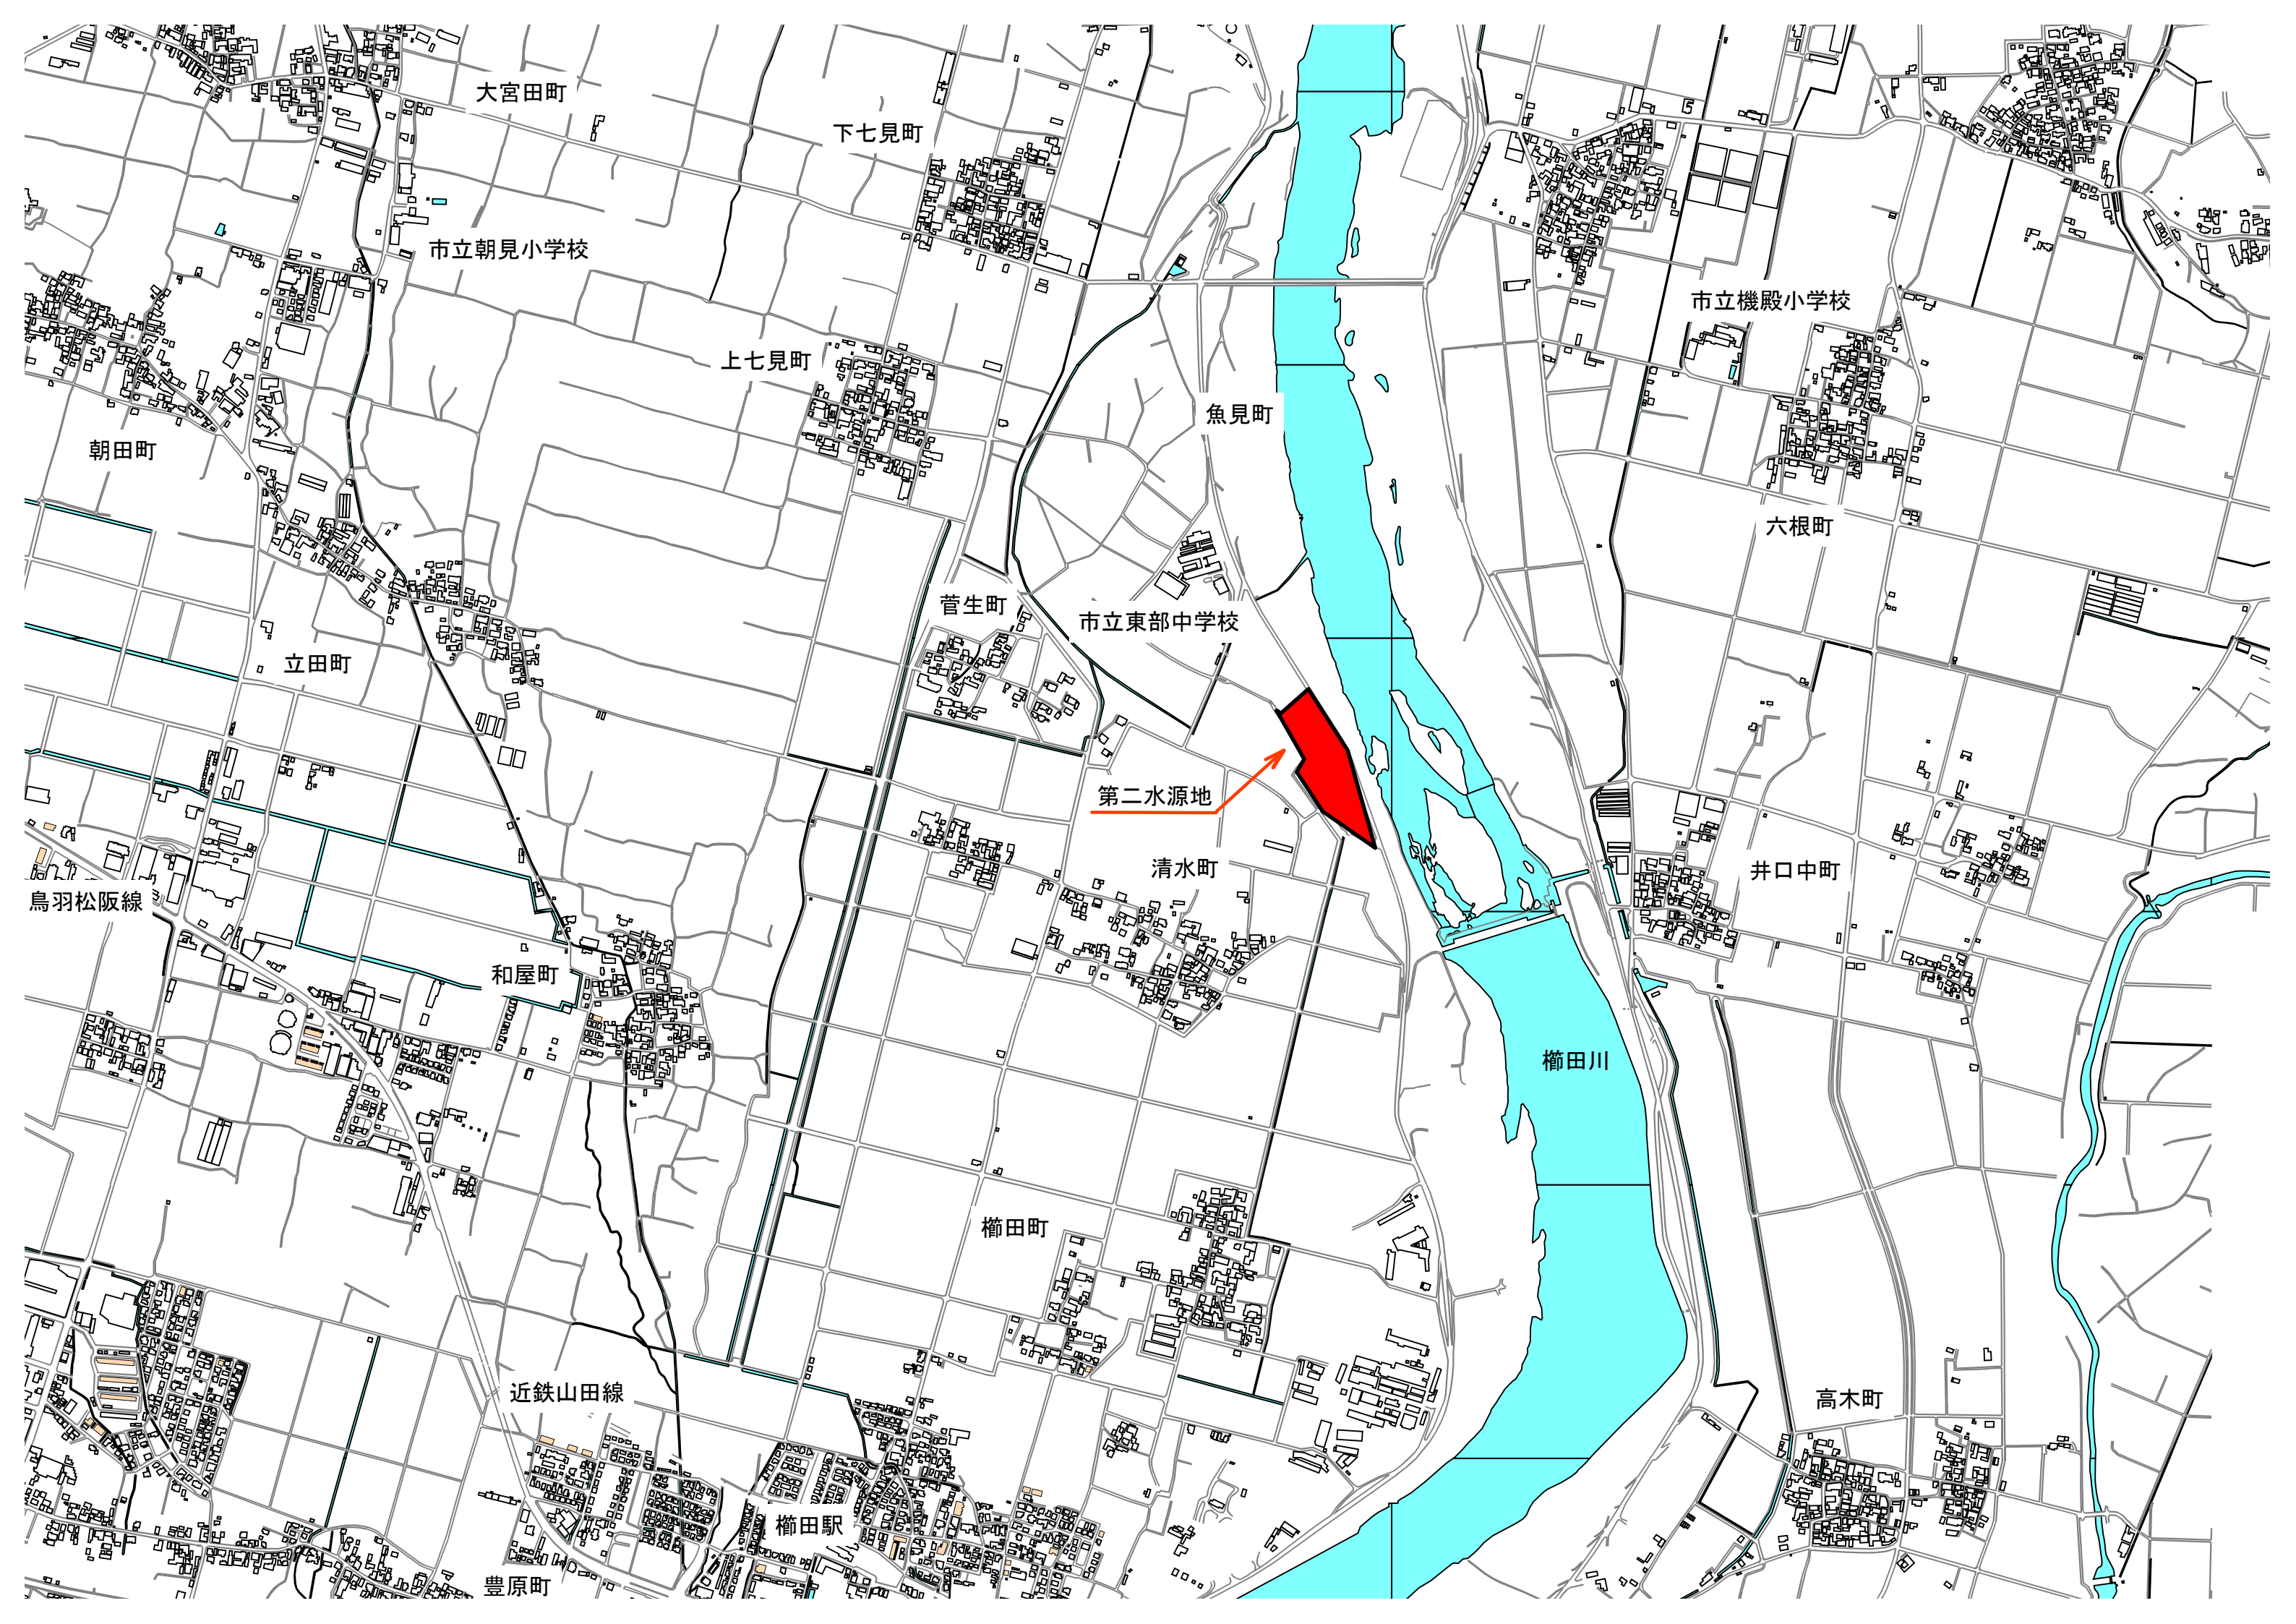 大宮田町
下七見町
市立朝見小学校
市立機殿小学校
上七見町
魚見町
朝田町
六根町
菅生町
市立東部中学校
立田町
第二水源地
清水町
井口中町
鳥羽松阪線
和屋町
櫛田川
櫛田町
近鉄山田線
高木町
櫛田駅
豊原町